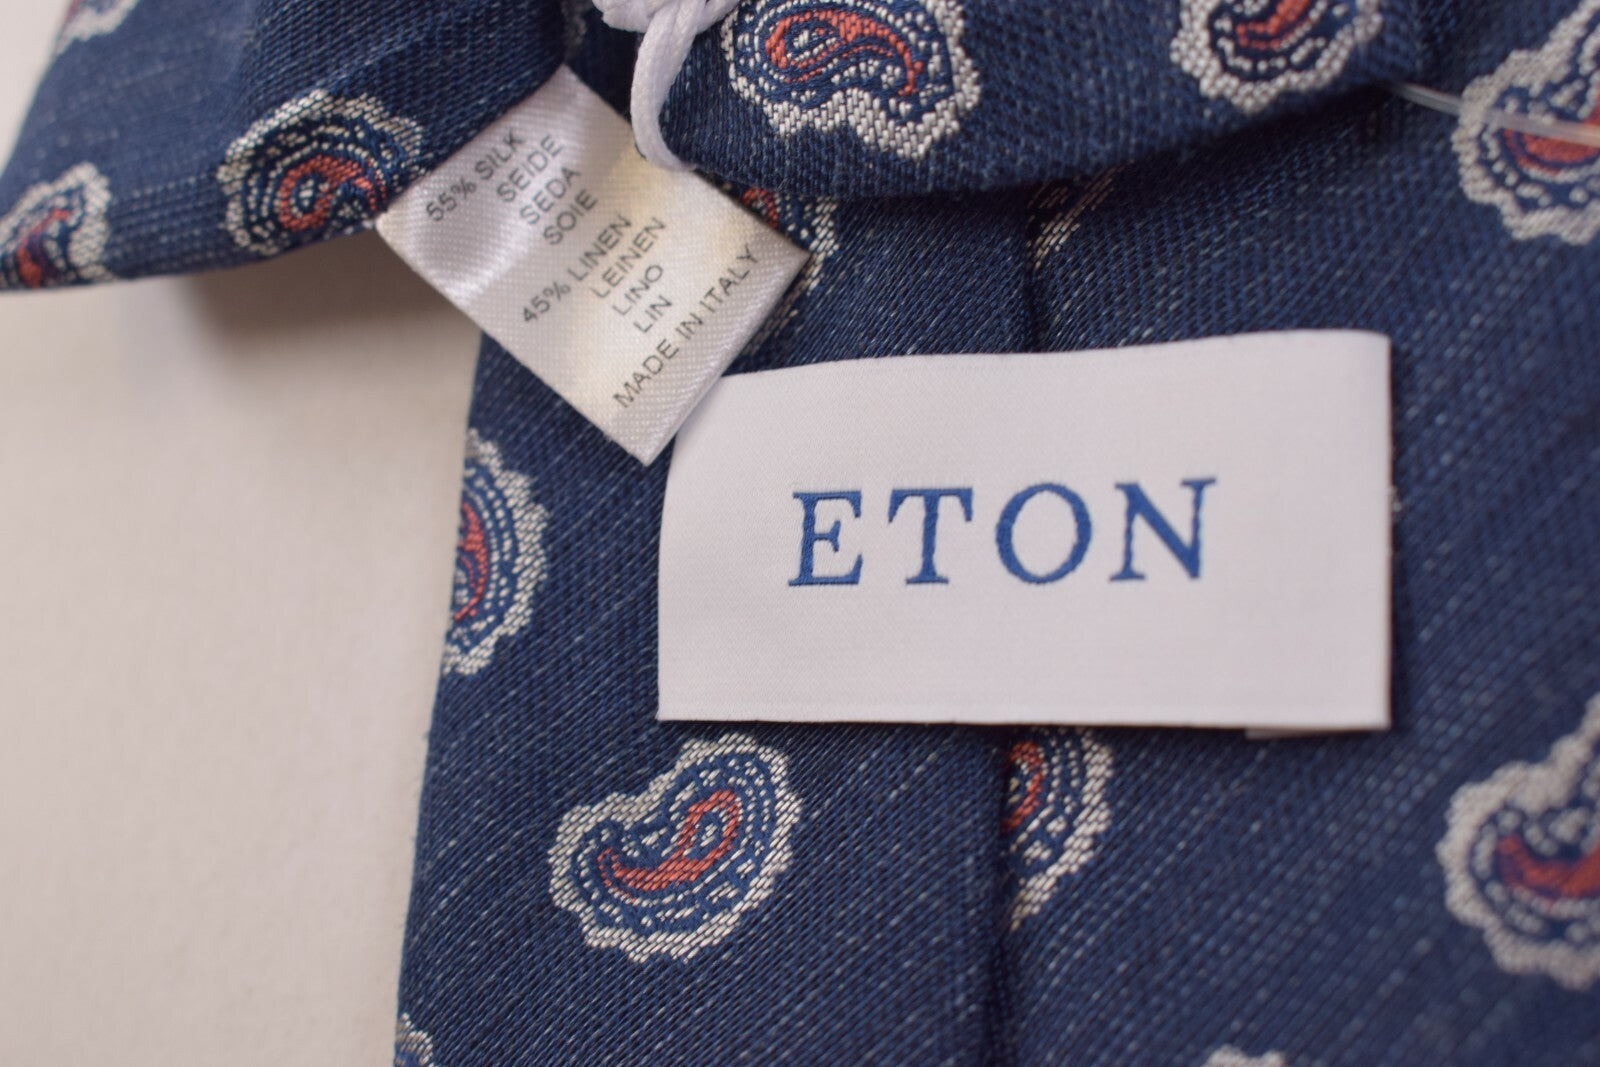 55% SILK
SEIDE
SEDA
SOIE
45% LINEN
LEINEN
LINO
LIN
MADE IN ITALY
ETON